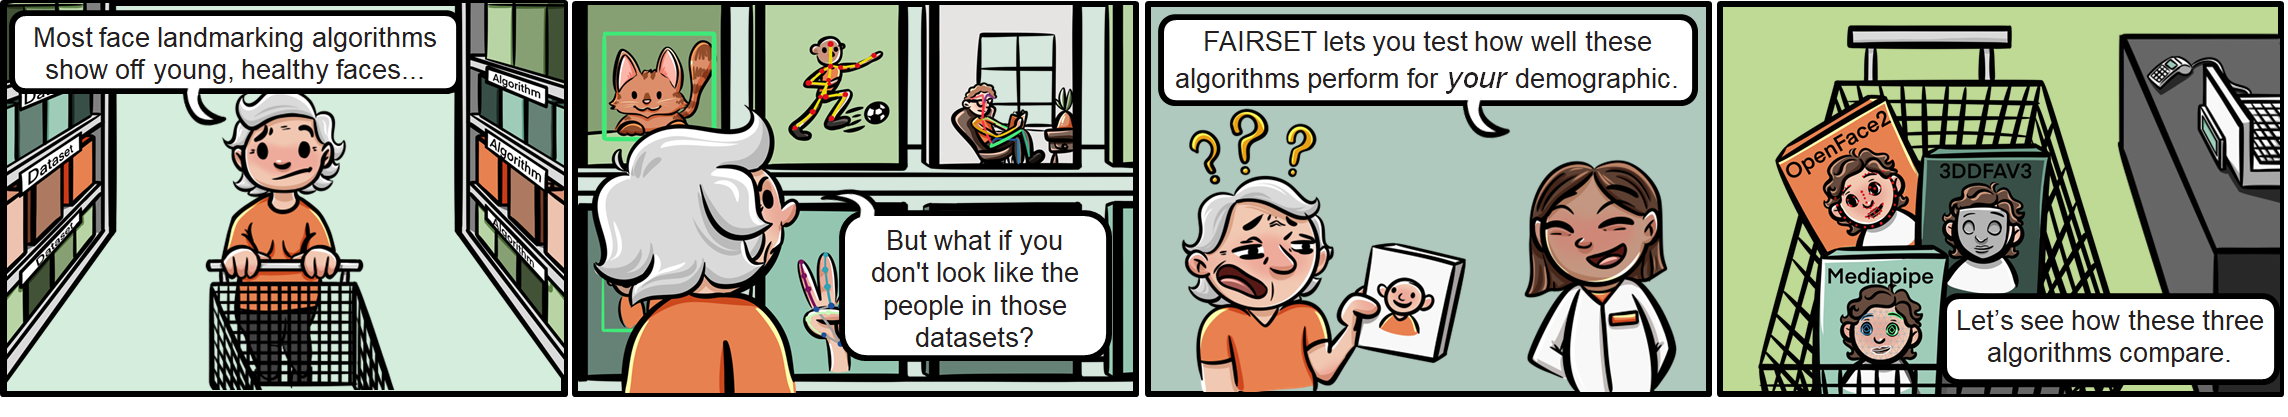 Most face landmarking algorithms
show off young, healthy faces...
Dataset
Dataset
Algorithm
Algorithm
Algorithm
But what if you
don't look like the
people in those
datasets?
FAIRSET lets you test how well these
algorithms perform for your demographic.
???
OpenFace2
3DDFAV3
Mediapipe
Let's see how these three
algorithms compare.